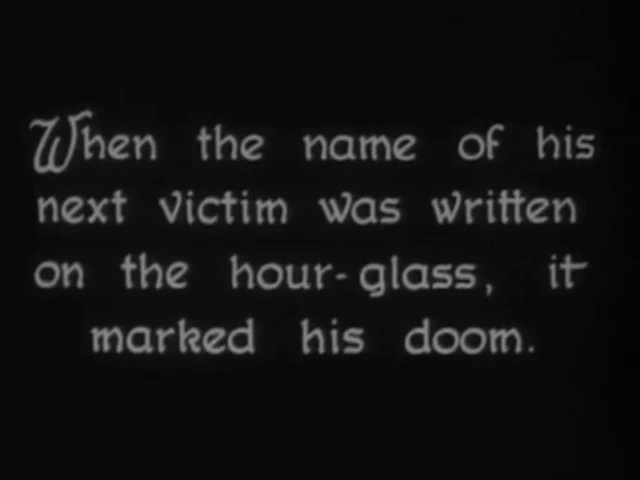 When the name of his
next victim was written
on the hour-glass, it
marked his doom.